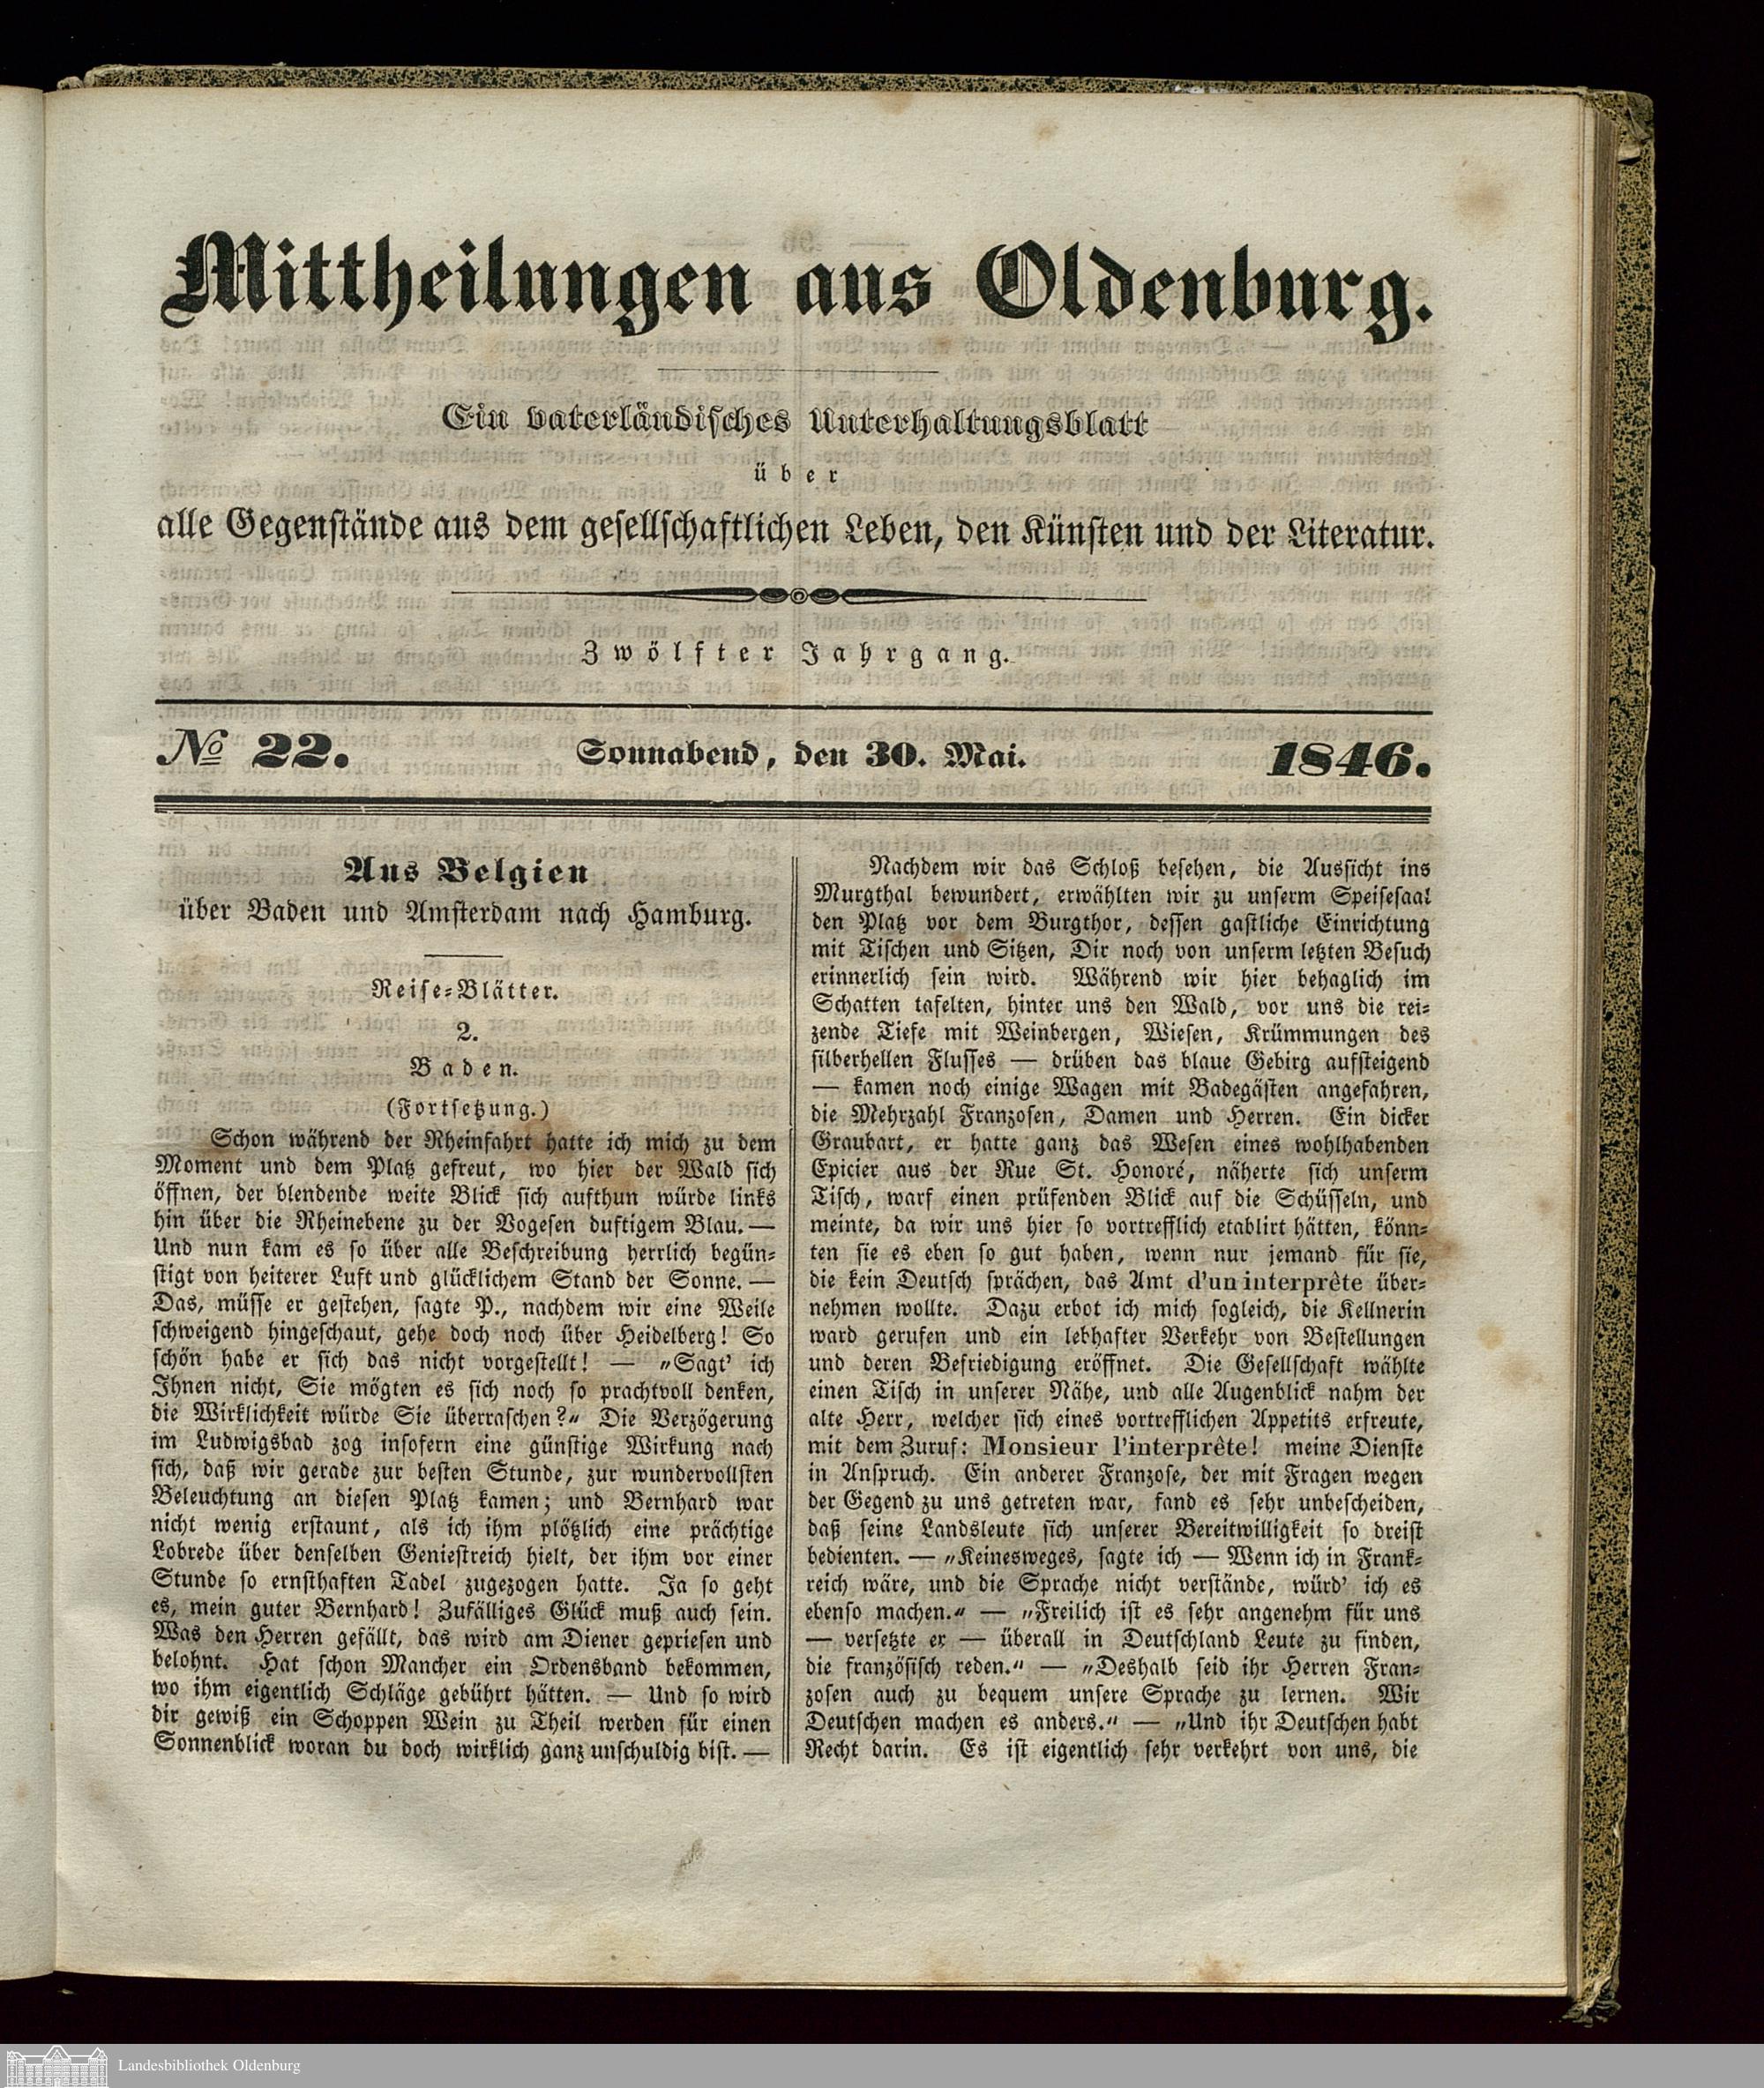 Mittheilungen aus Oldenburg.
Ein vaterländisches Unterhaltungsblatt
über
alle Gegenstände aus dem gesellschaftlichen Leben, den Künsten und der Literatur.
Zwölfter Jahrgang.
№ 22.
Sonnabend, den 30. Mai.
1846.
Aus Belgien
über Baden und Amsterdam nach Hamburg.
Reise-Blätter.
2.
Baden.
(Fortsetzung.)
Schon während der Rheinfahrt hatte ich mich zu dem
Moment und dem Platz gefreut, wo hier der Wald sich
öffnen, der blendende weite Blick sich aufthun würde links
hin über die Rheinebene zu der Vogesen duftigem Blau. —
Und nun kam es so über alle Beschreibung herrlich begün-
stigt von heiterer Luft und glücklichem Stand der Sonne. —
Das, müsse er gestehen, sagte P., nachdem wir eine Weile
schweigend hingeschaut, gehe doch noch über Heidelberg! So
schön habe er sich das nicht vorgestellt! — „Sagt' ich
Ihnen nicht, Sie mögten es sich noch so prachtvoll denken,
die Wirklichkeit würde Sie überraschen?“ Die Verzögerung
im Ludwigsbad zog insofern eine günstige Wirkung nach
sich, daß wir gerade zur besten Stunde, zur wundervollsten
Beleuchtung an diesen Platz kamen; und Bernhard war
nicht wenig erstaunt, als ich ihm plötzlich eine prächtige
Lobrede über denselben Geniestreich hielt, der ihm vor einer
Stunde so ernsthaften Tadel zugezogen hatte. Ja so geht
es, mein guter Bernhard! Zufälliges Glück muß auch sein.
Was den Herren gefällt, das wird am Diener gepriesen und
belohnt. Hat schon Mancher ein Ordensband bekommen,
wo ihm eigentlich Schläge gebührt hätten. — Und so wird
dir gewiß ein Schoppen Wein zu Theil werden für einen
Sonnenblick woran du doch wirklich ganz unschuldig bist. —
Nachdem wir das Schloß besehen, die Aussicht ins
Murgthal bewundert, erwählten wir zu unserm Speisesaal
den Platz vor dem Burgthor, dessen gastliche Einrichtung
mit Tischen und Sitzen, Dir noch von unserm letzten Besuch
erinnerlich sein wird. Während wir hier behaglich im
Schatten tafelten, hinter uns den Wald, vor uns die rei-
zende Tiefe mit Weinbergen, Wiesen, Krümmungen des
silberhellen Flusses — drüben das blaue Gebirg aufsteigend
— kamen noch einige Wagen mit Badegästen angefahren,
die Mehrzahl Franzosen, Damen und Herren. Ein dicker
Graubart, er hatte ganz das Wesen eines wohlhabenden
Epicier aus der Rue St. Honoré, näherte sich unserm
Tisch, warf einen prüfenden Blick auf die Schüsseln, und
meinte, da wir uns hier so vortrefflich etablirt hätten, könn-
ten sie es eben so gut haben, wenn nur jemand für sie,
die kein Deutsch sprächen, das Amt d'un interprête über-
nehmen wollte. Dazu erbot ich mich sogleich, die Kellnerin
ward gerufen und ein lebhafter Verkehr von Bestellungen
und deren Befriedigung eröffnet. Die Gesellschaft wählte
einen Tisch in unserer Nähe, und alle Augenblick nahm der
alte Herr, welcher sich eines vortrefflichen Appetits erfreute,
mit dem Zuruf: Monsieur l'interprête! meine Dienste
in Anspruch. Ein anderer Franzose, der mit Fragen wegen
der Gegend zu uns getreten war, fand es sehr unbescheiden,
daß seine Landsleute sich unserer Bereitwilligkeit so dreist
bedienten. — „Keinesweges, sagte ich — Wenn ich in Frank-
reich wäre, und die Sprache nicht verstände, würd' ich es
ebenso machen.“ — „Freilich ist es sehr angenehm für uns
— versetzte er — überall in Deutschland Leute zu finden,
die französisch reden.“ — „Deshalb seid ihr Herren Fran-
zosen auch zu bequem unsere Sprache zu lernen. Wir
Deutschen machen es anders.“ — „Und ihr Deutschen habt
Recht darin. Es ist eigentlich sehr verkehrt von uns, die
Landesbibliothek Oldenburg